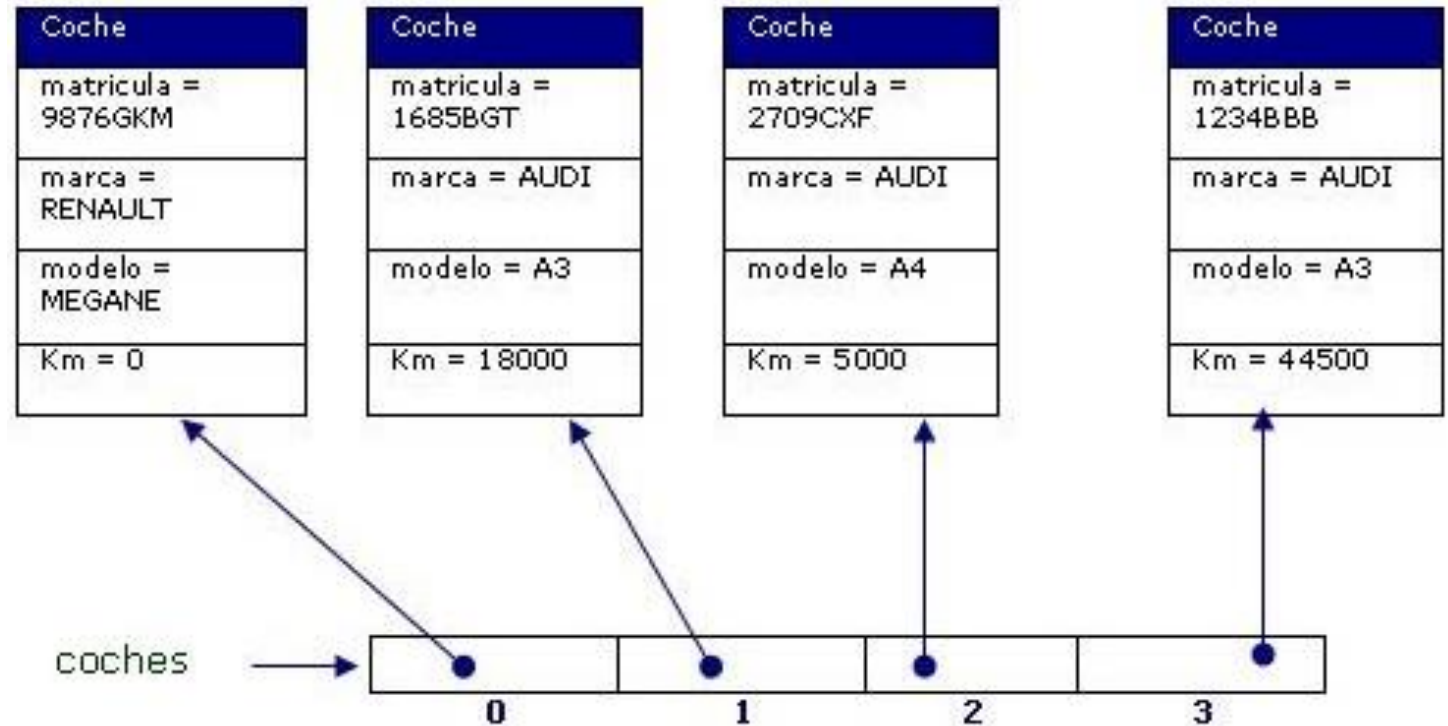 Coche
matricula =
9876GKM
marca =
RENAULT
modelo =
MEGANE
Km = 0
Coche
matricula =
1685BGT
marca = AUDI
modelo = A3
Km = 18000
Coche
matricula =
2709CXF
marca = AUDI
modelo = A4
Km = 5000
Coche
matricula =
1234BBB
marca = AUDI
modelo = A3
Km = 44500
coches
0 1 2 3